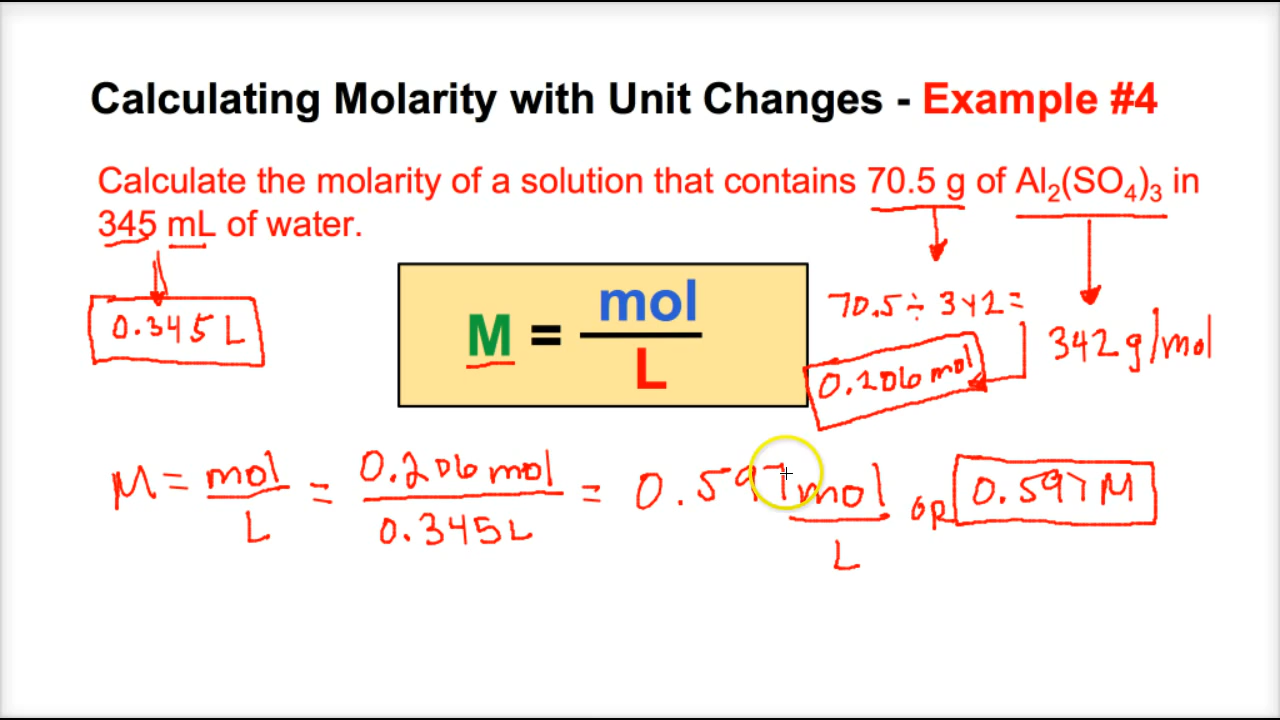 Calculating Molarity with Unit Changes - Example #4
Calculate the molarity of a solution that contains 70.5 g of Al₂(SO₄)₃ in
345 mL of water.
0.345 L
M = mol
L
70.5 ÷ 342 =
342 g/mol
0.206 mol
M = mol = 0.206 mol = 0.597 mol OR 0.597 M
L 0.345 L L